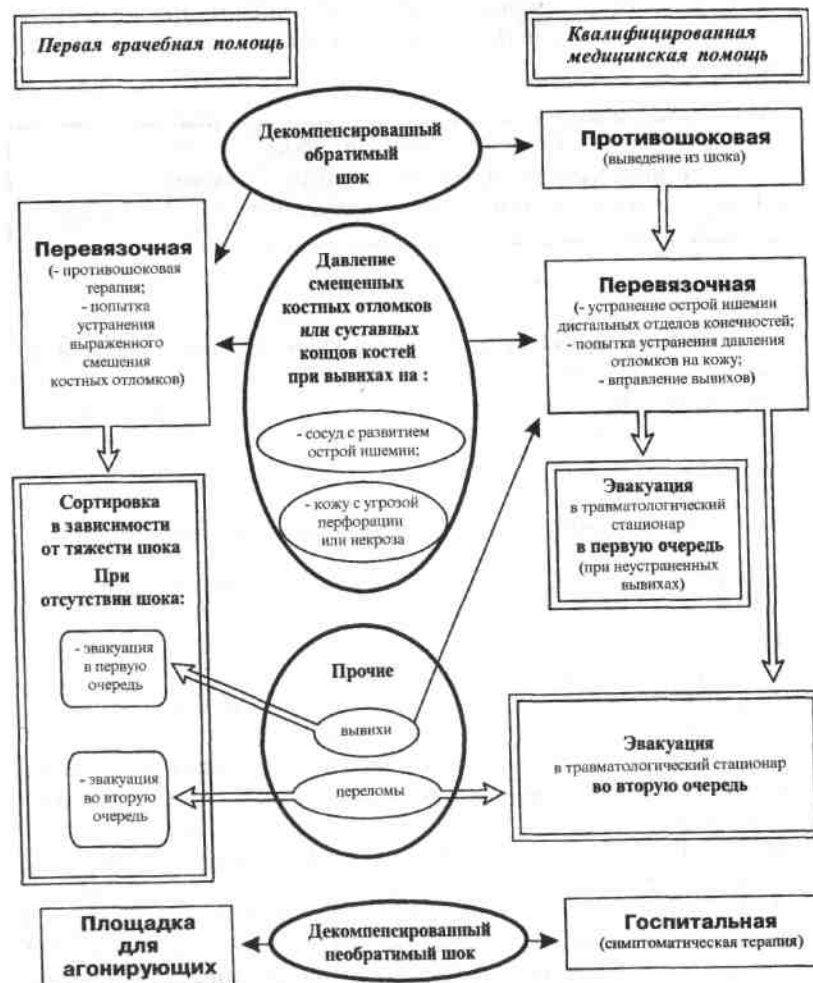 Первая врачебная помощь
Квалифицированная
медицинская помощь
Декомпенсированный
обратимый
шок
Противошоковая
(выведение из шока)
Перевязочная
(- противошоковая
терапия;
- попытка
устранения
выраженного
смешения
костных отломков)
Давление
смещенных
костных отломков
или суставных
концов костей
при вывихах на :
- сосуд с развитием
острой ишемии;
- кожу с угрозой
перфорации
или некроза
Перевязочная
(- устранение острой ишемии
дистальных отделов конечностей;
- попытка устранения давления
отломков на кожу;
- вправление вывихов)
Сортировка
в зависимости
от тяжести шока
При
отсутствии шока:
- эвакуация
в первую
очередь
- эвакуация
во вторую
очередь
Эвакуация
в травматологический
стационар
в первую очередь
(при неустраненных
вывихах)
Прочие
вывихи
переломы
Эвакуация
в травматологический стационар
во вторую очередь
Площадка
для
агонирующих
Декомпенсированный
необратимый шок
Госпитальная
(симптоматическая терапия)